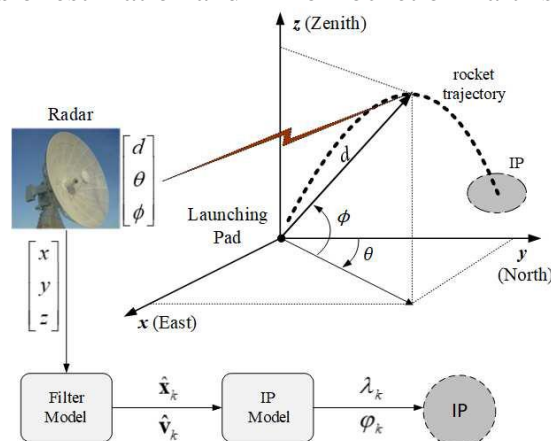 z (Zenith)
rocket
trajectory
Radar
d
θ
ϕ
d
IP
Launching
Pad
ϕ
θ
y
(North)
x
y
z
x (East)
Filter
Model
x̂k
v̂k
IP
Model
λk
φk
IP